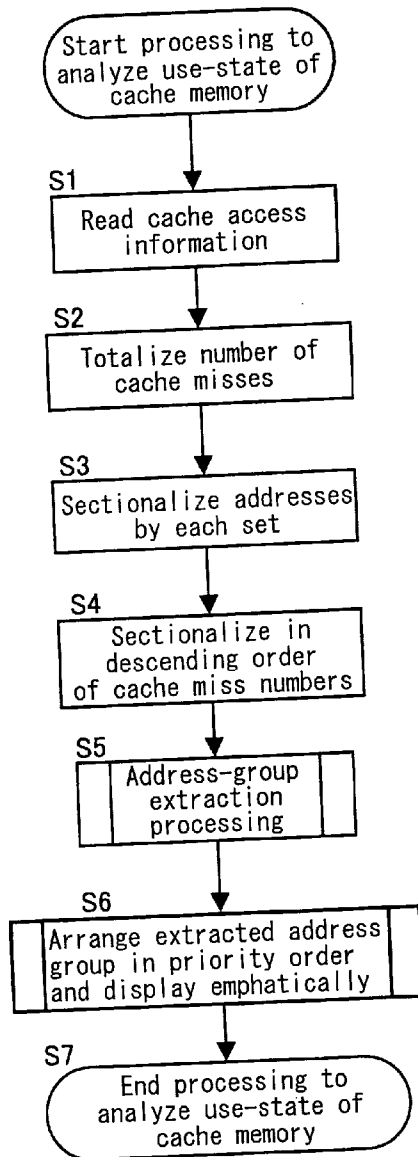 Start processing to
analyze use-state of
cache memory
S1
Read cache access
information
S2
Totalize number of
cache misses
S3
Sectionalize addresses
by each set
S4
Sectionalize in
descending order
of cache miss numbers
S5
Address-group
extraction
processing
S6
Arrange extracted address
group in priority order
and display emphatically
S7
End processing to
analyze use-state of
cache memory